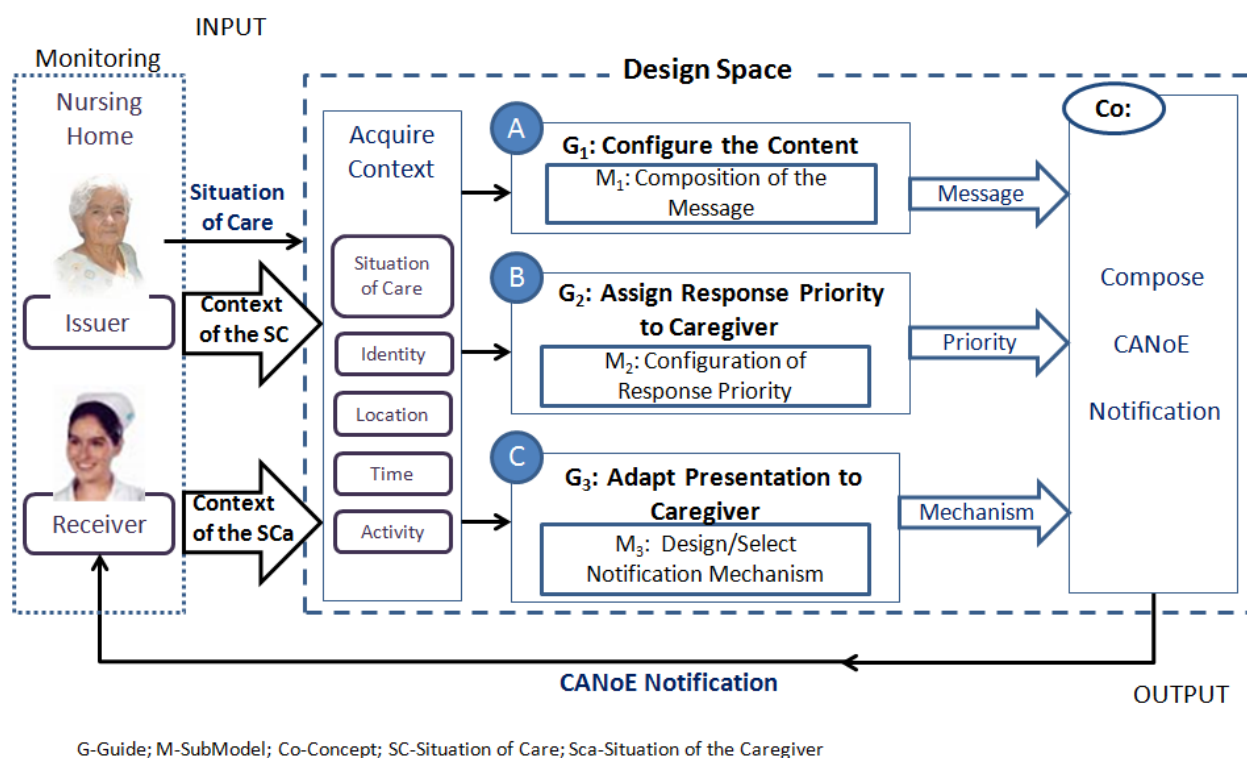 INPUT
Monitoring
Design Space
Nursing
Home
Situation
of Care
Issuer
Context
of the SC
Receiver
Context
of the SCa
Acquire
Context
Situation
of Care
Identity
Location
Time
Activity
A
G₁: Configure the Content
M₁: Composition of the
Message
Message
B
G₂: Assign Response Priority
to Caregiver
M₂: Configuration of
Response Priority
Priority
C
G₃: Adapt Presentation to
Caregiver
M₃: Design/Select
Notification Mechanism
Mechanism
Co:
Compose
CANoE
Notification
CANoE Notification
OUTPUT
G-Guide; M-SubModel; Co-Concept; SC-Situation of Care; Sca-Situation of the Caregiver